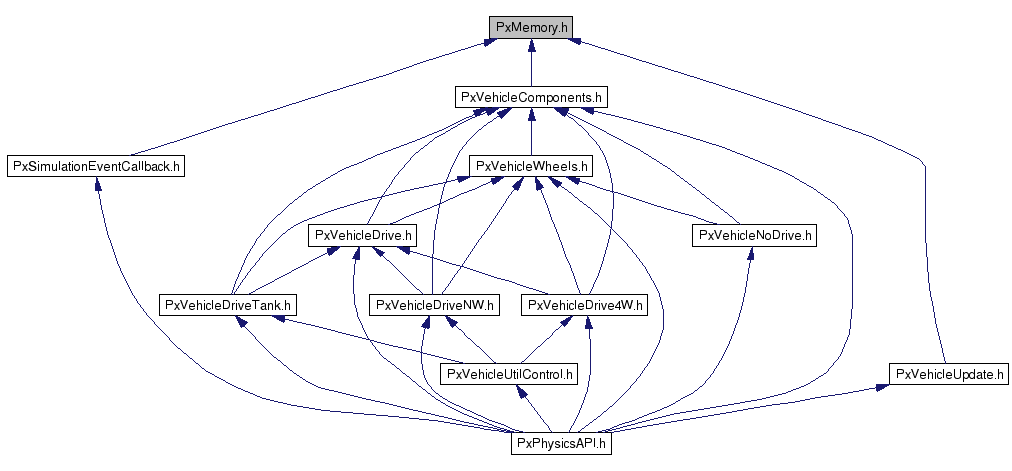 PxMemory.h
PxVehicleComponents.h
PxSimulationEventCallback.h
PxVehicleWheels.h
PxVehicleDrive.h
PxVehicleNoDrive.h
PxVehicleDriveTank.h
PxVehicleDriveNW.h
PxVehicleDrive4W.h
PxVehicleUtilControl.h
PxVehicleUpdate.h
PxPhysicsAPI.h